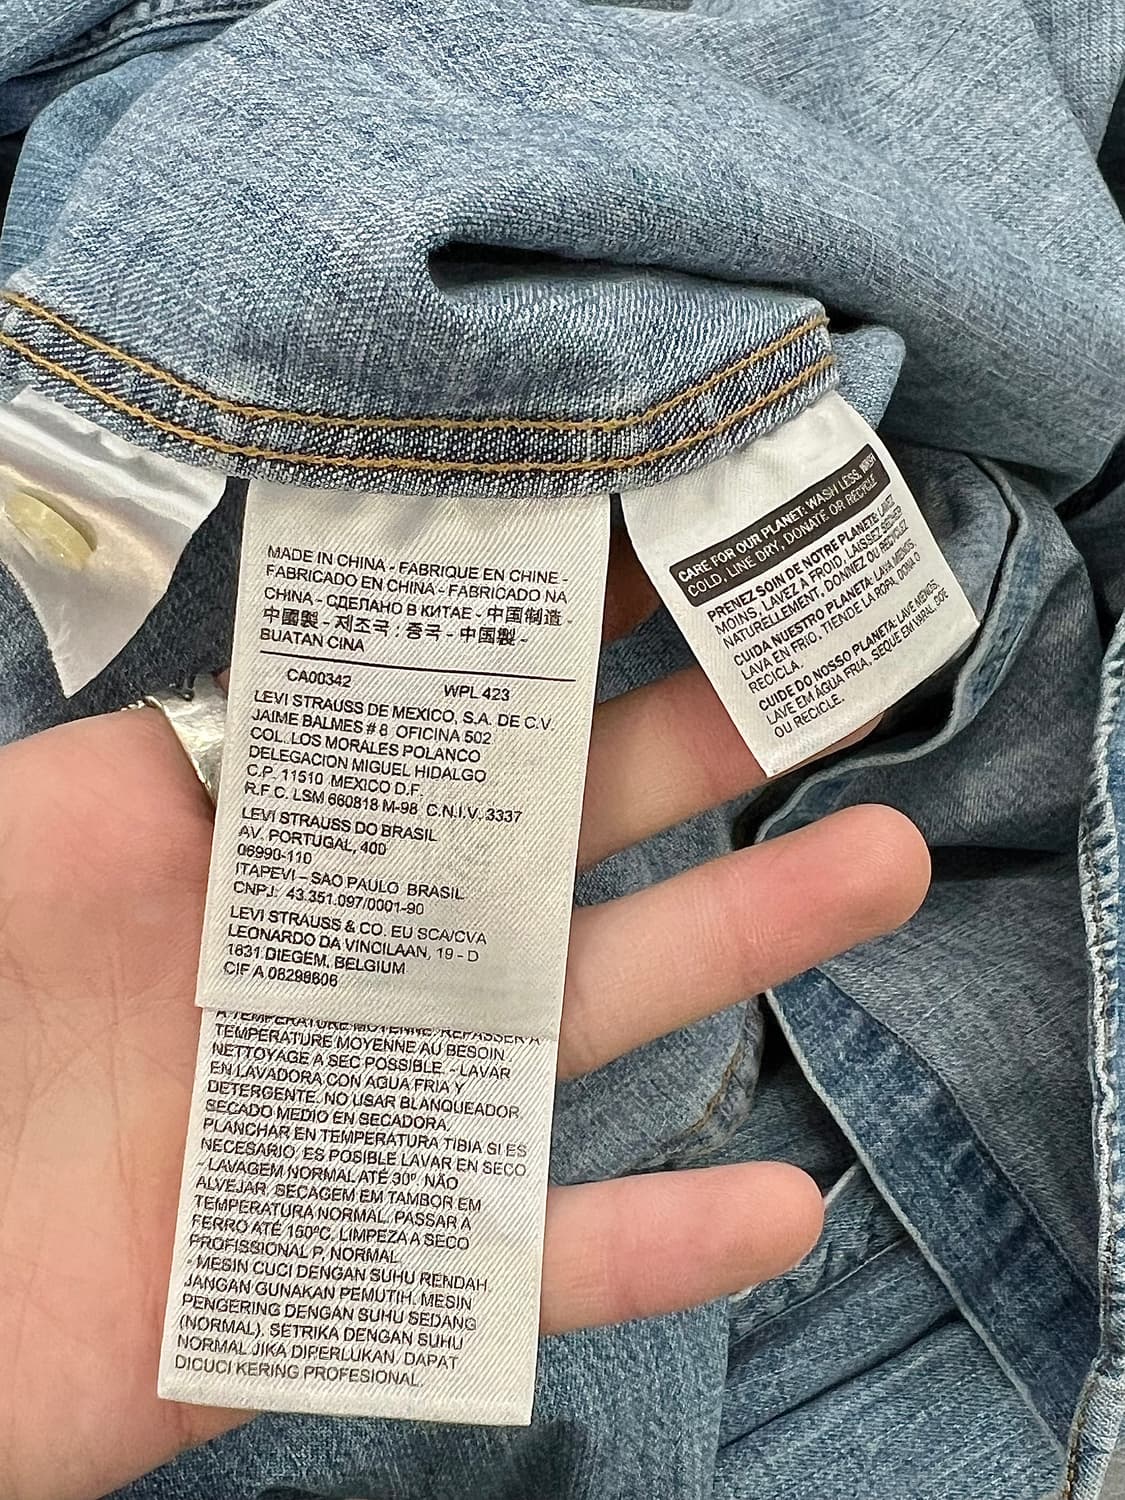 MADE IN CHINA - FABRIQUE EN CHINE -
FABRICADO EN CHINA - FABRICADO NA
CHINA - СДЕЛАНО В КИТАЕ - 中国制造 -
中國製 - 제조국 : 중국 - 中国製 -
BUATAN CINA
CA00342 WPL 423
LEVI STRAUSS DE MEXICO, S.A. DE C.V.
JAIME BALMES # 8 OFICINA 502
COL. LOS MORALES POLANCO
DELEGACION MIGUEL HIDALGO
C.P. 11510 MEXICO D.F.
R.F C. LSM 660818 M-98 C.N.I.V. 3337
LEVI STRAUSS DO BRASIL
AV. PORTUGAL, 400
06990-110
ITAPEVI – SAO PAULO BRASIL
CNPJ: 43.351.097/0001-90
LEVI STRAUSS & CO. EU SCA/CVA
LEONARDO DA VINCILAAN, 19 - D
1831 DIEGEM, BELGIUM
CIF A 08298606
A TEMPERATURE MOYENNE. REPASSER A
TEMPERATURE MOYENNE AU BESOIN.
NETTOYAGE A SEC POSSIBLE. - LAVAR
EN LAVADORA CON AGUA FRIA Y
DETERGENTE. NO USAR BLANQUEADOR.
SECADO MEDIO EN SECADORA.
PLANCHAR EN TEMPERATURA TIBIA SI ES
NECESARIO. ES POSIBLE LAVAR EN SECO
- LAVAGEM NORMAL ATÉ 30º. NÃO
ALVEJAR. SECAGEM EM TAMBOR EM
TEMPERATURA NORMAL. PASSAR A
FERRO ATÉ 150ºC. LIMPEZA A SECO
PROFISSIONAL P, NORMAL.
- MESIN CUCI DENGAN SUHU RENDAH.
JANGAN GUNAKAN PEMUTIH. MESIN
PENGERING DENGAN SUHU SEDANG
(NORMAL). SETRIKA DENGAN SUHU
NORMAL JIKA DIPERLUKAN. DAPAT
DICUCI KERING PROFESIONAL.
CARE FOR OUR PLANET: WASH LESS, WASH
COLD, LINE DRY, DONATE OR RECYCLE
PRENEZ SOIN DE NOTRE PLANETE: LAVEZ
MOINS, LAVEZ A FROID, LAISSEZ SECHER
NATURELLEMENT, DONNEZ OU RECYCLEZ
CUIDA NUESTRO PLANETA: LAVA MENOS,
LAVA EN FRIO, TIENDE LA ROPA, DONA O
RECICLA.
CUIDE DO NOSSO PLANETA: LAVE MENOS,
LAVE EM ÁGUA FRIA, SEQUE EM VARAL, DOE
OU RECICLE.